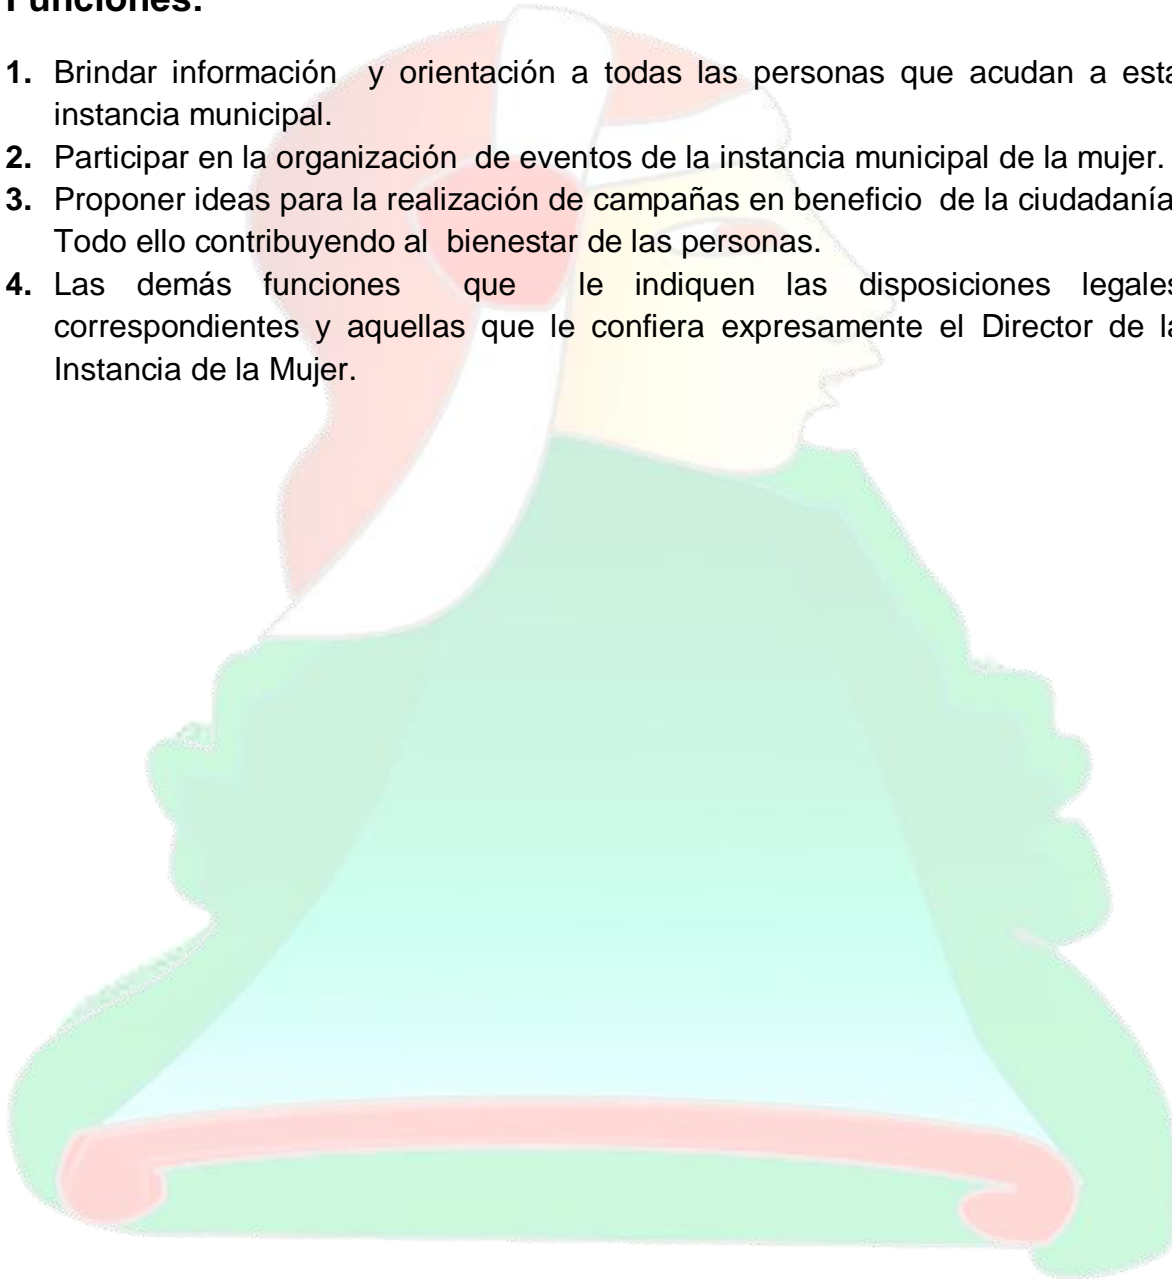 Funciones:
1. Brindar información y orientación a todas las personas que acudan a esta
instancia municipal.
2. Participar en la organización de eventos de la instancia municipal de la mujer.
3. Proponer ideas para la realización de campañas en beneficio de la ciudadanía
Todo ello contribuyendo al bienestar de las personas.
4. Las demás funciones que le indiquen las disposiciones legales
correspondientes y aquellas que le confiera expresamente el Director de la
Instancia de la Mujer.